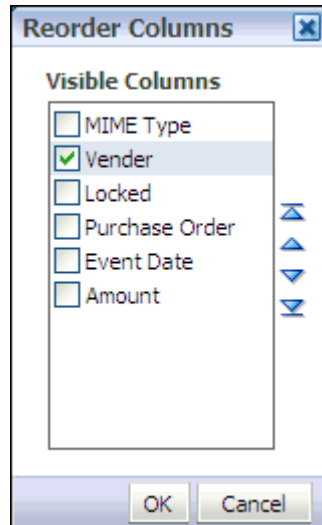 Reorder Columns
Visible Columns
MIME Type
Vender
Locked
Purchase Order
Event Date
Amount
OK Cancel